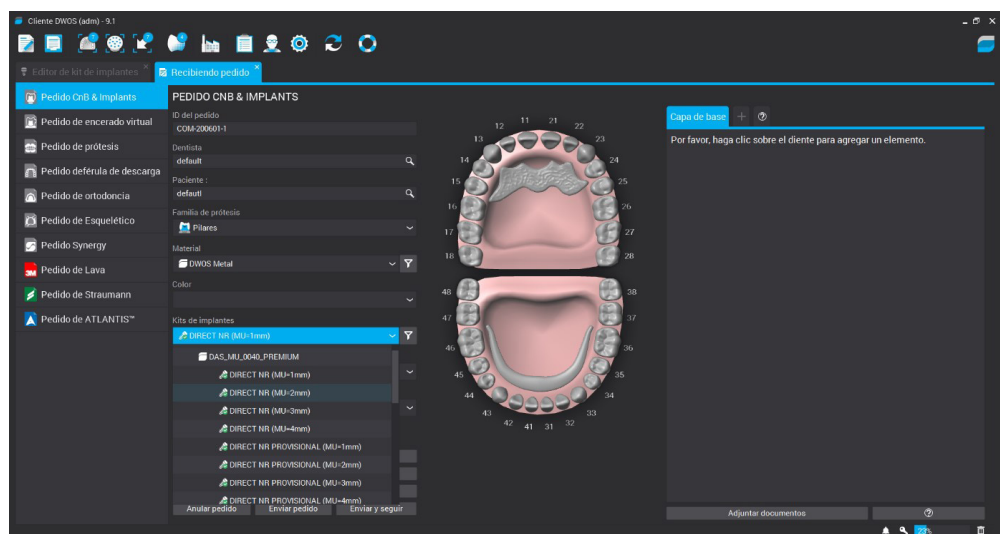 Cliente DWOS (adm) - 9.1
Editor de kit de implantes
Recibiendo pedido
Pedido CnB & Implants
Pedido de encerado virtual
Pedido de prótesis
Pedido deférula de descarga
Pedido de ortodoncia
Pedido de Esquelético
Pedido Synergy
3M
Pedido de Lava
Pedido de Straumann
Pedido de ATLANTIS™
PEDIDO CNB & IMPLANTS
ID del pedido
COM-200601-1
Dentista
default
Paciente :
defautl
Familia de prótesis
Pilares
Material
DWOS Metal
Color
Kits de implantes
DIRECT NR (MU=1mm)
DAS_MU_0040_PREMIUM
DIRECT NR (MU=1mm)
DIRECT NR (MU=2mm)
DIRECT NR (MU=3mm)
DIRECT NR (MU=4mm)
DIRECT NR PROVISIONAL (MU=1mm)
DIRECT NR PROVISIONAL (MU=2mm)
DIRECT NR PROVISIONAL (MU=3mm)
DIRECT NR PROVISIONAL (MU=4mm)
Anular pedido
Enviar pedido
Enviar y seguir
12 11 21 22
13 23
14 24
15 25
16 26
17 27
18 28
48 38
47 37
46 36
45 35
44 34
43 33
42 41 31 32
Capa de base
+
?
Por favor, haga clic sobre el diente para agregar un elemento.
Adjuntar documentos
?
23%